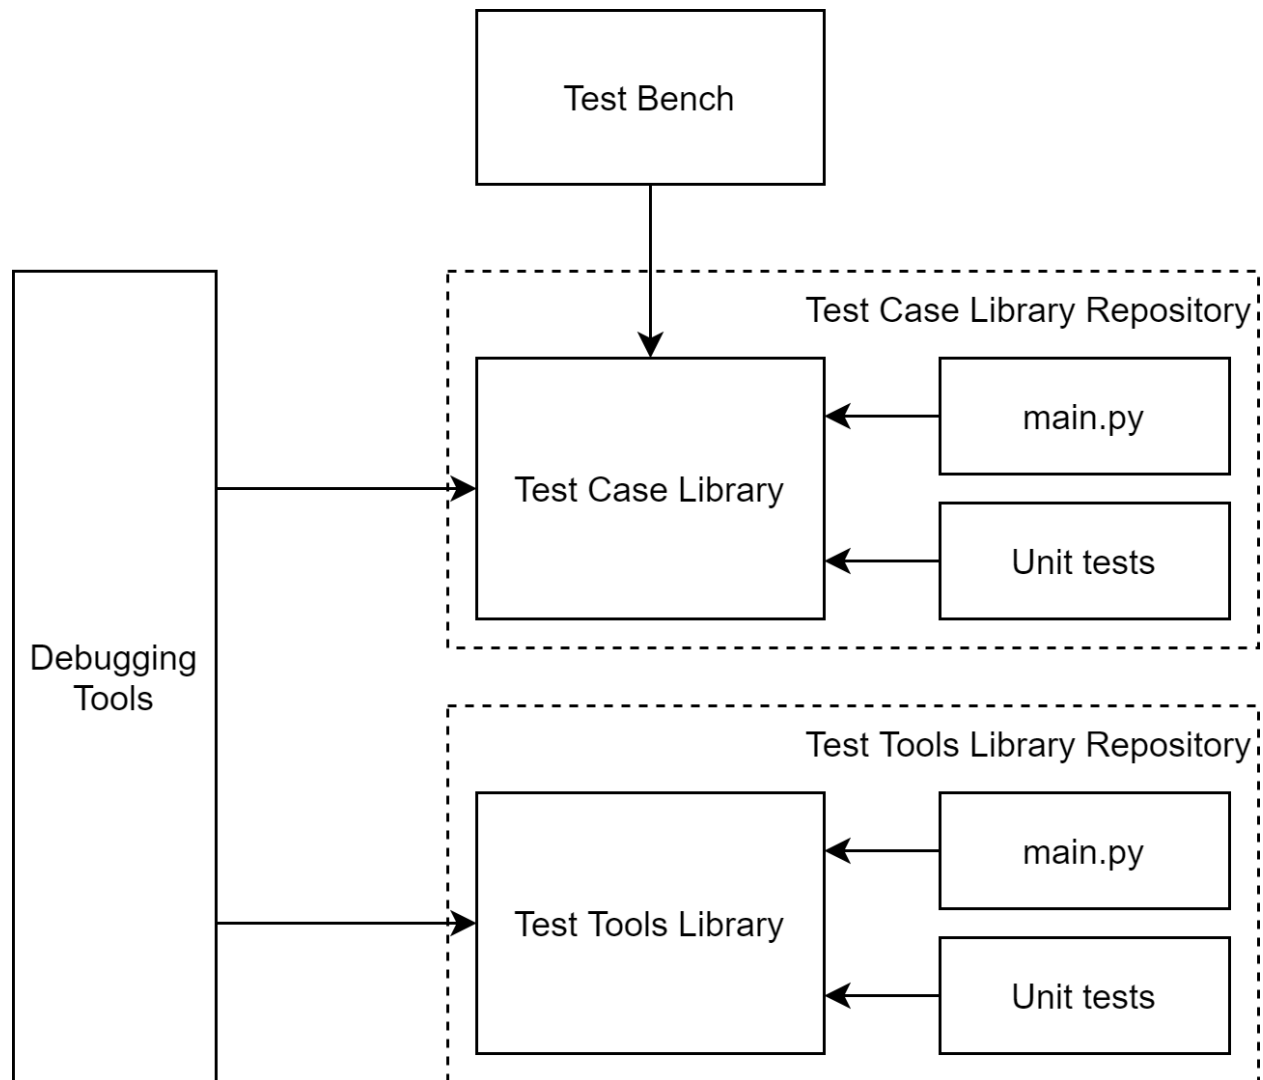 Test Bench
Test Case Library Repository
main.py
Test Case Library
Unit tests
Debugging
Tools
Test Tools Library Repository
main.py
Test Tools Library
Unit tests